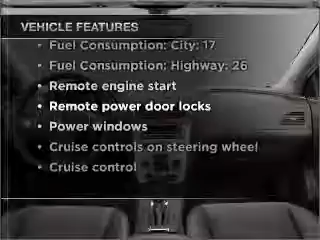 VEHICLE FEATURES
• Fuel Consumption: City: 17
• Fuel Consumption: Highway: 26
• Remote engine start
• Remote power door locks
• Power windows
• Cruise controls on steering wheel
• Cruise control